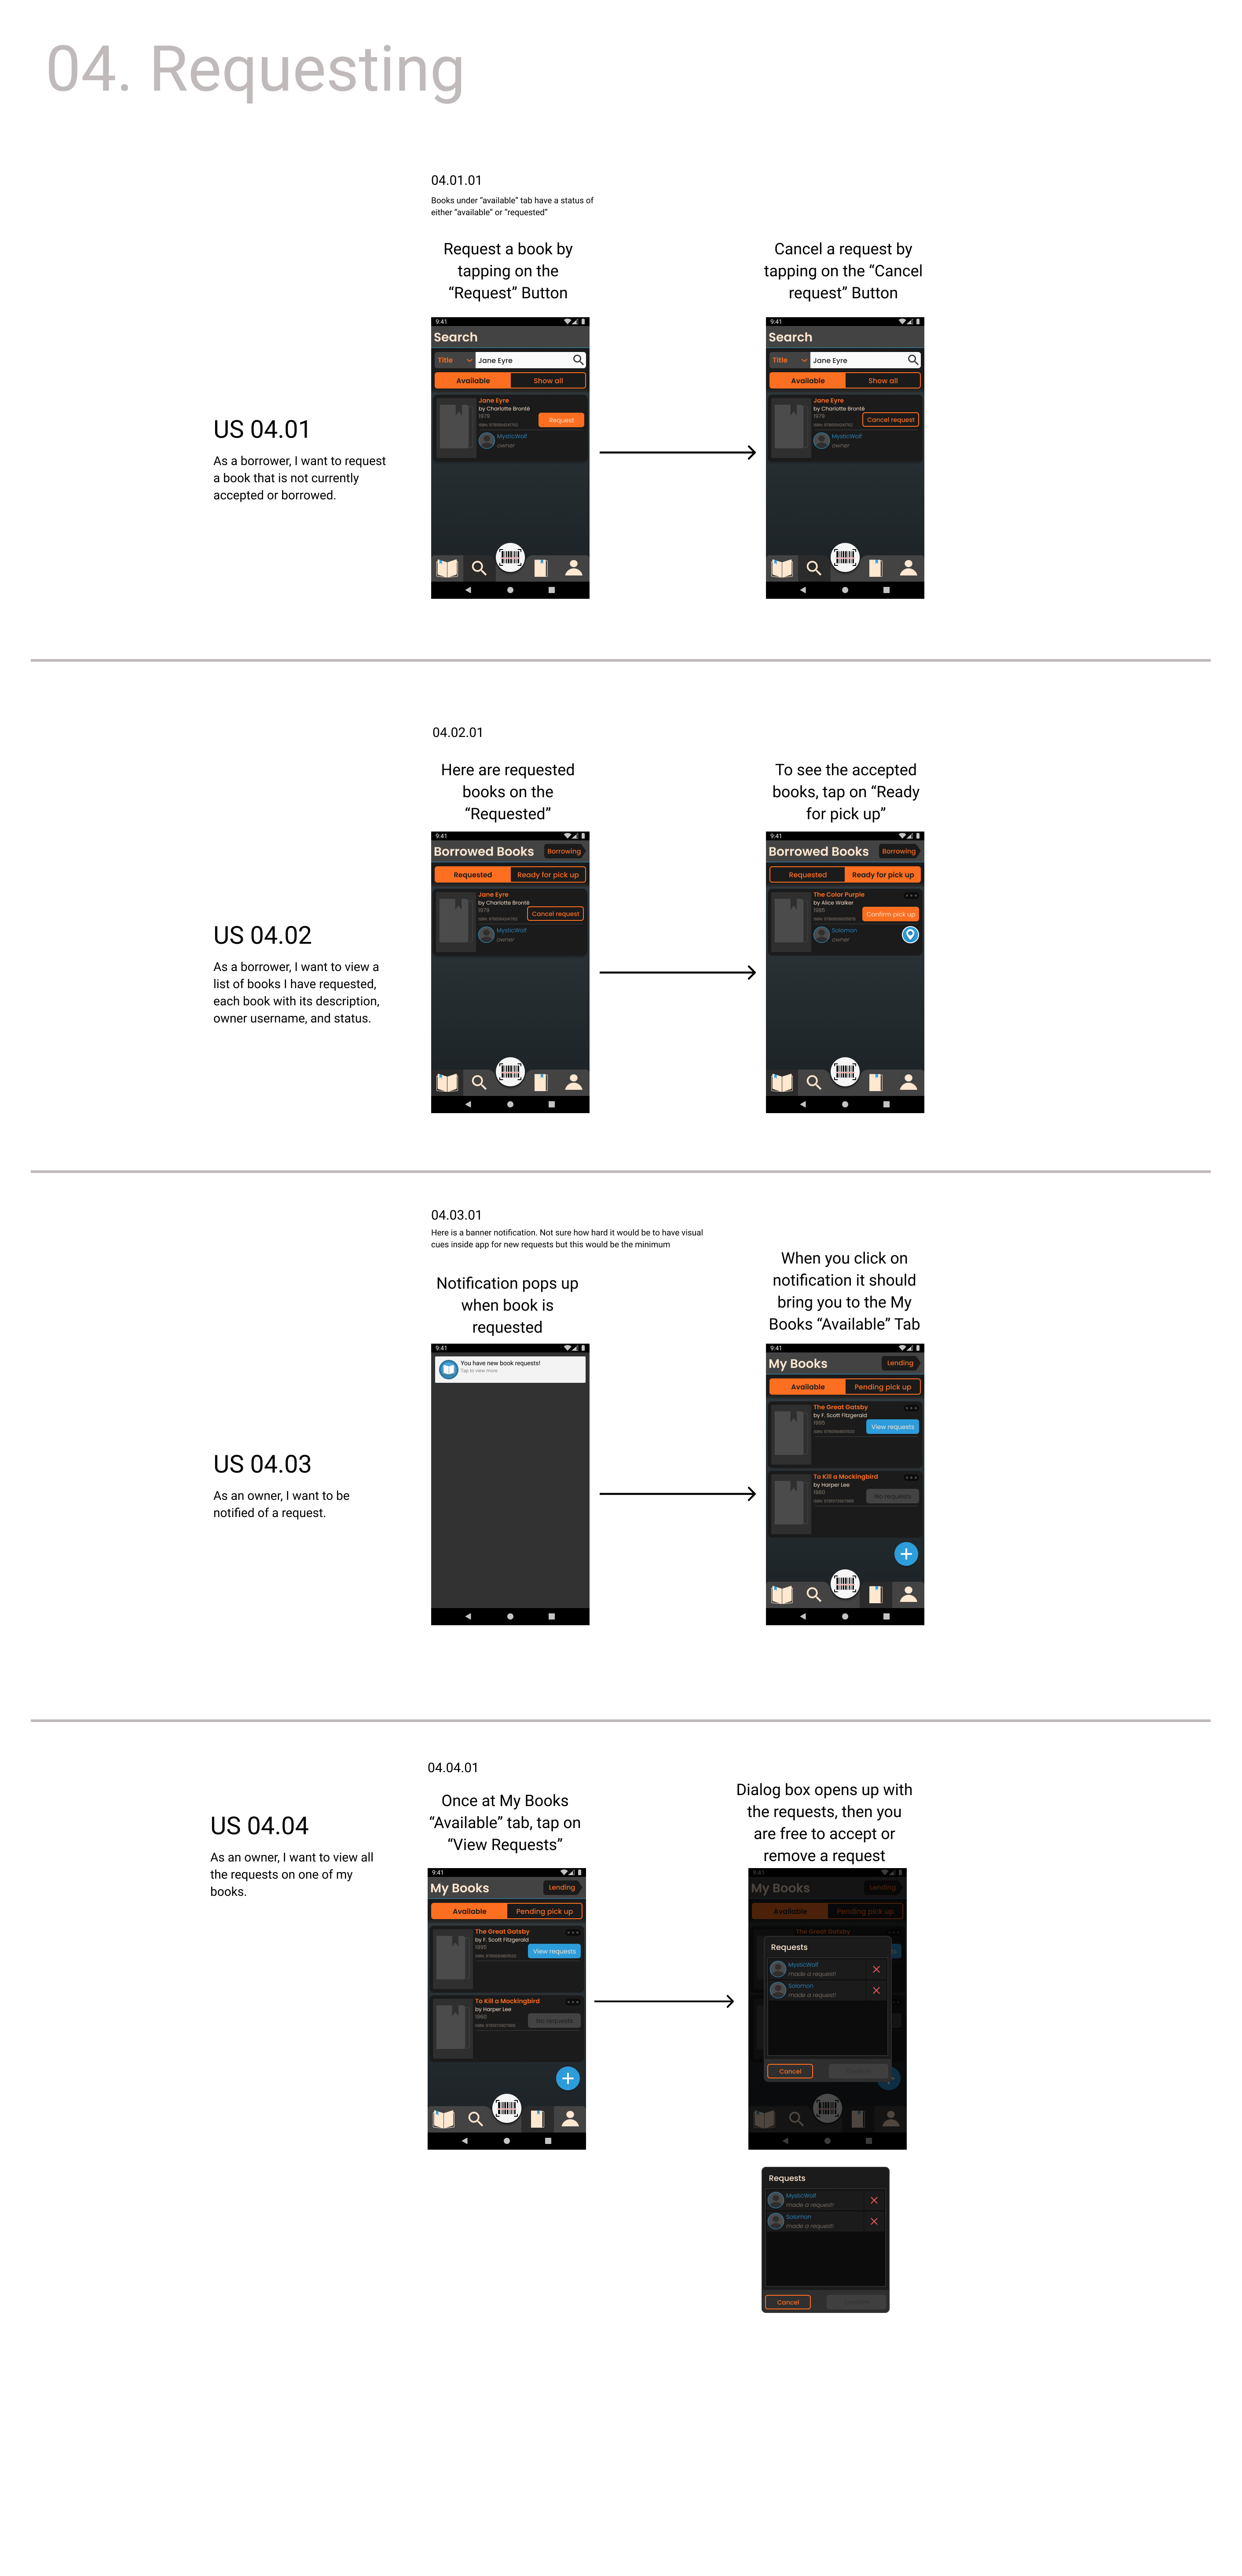 04. Requesting
04.01.01
Books under “available” tab have a status of
either “available” or “requested”
Request a book by
tapping on the
“Request” Button
Cancel a request by
tapping on the “Cancel
request” Button
US 04.01
As a borrower, I want to request
a book that is not currently
accepted or borrowed.
9:41
Search
Title
Jane Eyre
Available
Show all
Jane Eyre
by Charlotte Brontë
1979
Request
MysticWolf
owner
9:41
Search
Title
Jane Eyre
Available
Show all
Jane Eyre
by Charlotte Brontë
1979
Cancel request
MysticWolf
owner
04.02.01
Here are requested
books on the
“Requested”
To see the accepted
books, tap on “Ready
for pick up”
US 04.02
As a borrower, I want to view a
list of books I have requested,
each book with its description,
owner username, and status.
9:41
Borrowed Books
Borrowing
Requested
Ready for pick up
Jane Eyre
by Charlotte Brontë
1979
Cancel request
MysticWolf
owner
9:41
Borrowed Books
Borrowing
Requested
Ready for pick up
The Color Purple
by Alice Walker
1985
Confirm pick up
Solomon
owner
04.03.01
Here is a banner notification. Not sure how hard it would be to have visual
cues inside app for new requests but this would be the minimum
Notification pops up
when book is
requested
When you click on
notification it should
bring you to the My
Books “Available” Tab
US 04.03
As an owner, I want to be
notified of a request.
9:41
You have new book requests!
Tap to view more
9:41
My Books
Lending
Available
Pending pick up
The Great Gatsby
by F. Scott Fitzgerald
1995
View requests
To Kill a Mockingbird
by Harper Lee
1960
No requests
04.04.01
Once at My Books
“Available” tab, tap on
“View Requests”
Dialog box opens up with
the requests, then you
are free to accept or
remove a request
US 04.04
As an owner, I want to view all
the requests on one of my
books.
9:41
My Books
Lending
Available
Pending pick up
The Great Gatsby
by F. Scott Fitzgerald
1995
View requests
To Kill a Mockingbird
by Harper Lee
1960
No requests
9:41
My Books
Lending
Available
Pending pick up
The Great Gatsby
Requests
MysticWolf
made a request!
Solomon
made a request!
Cancel
Requests
MysticWolf
made a request!
Solomon
made a request!
Cancel